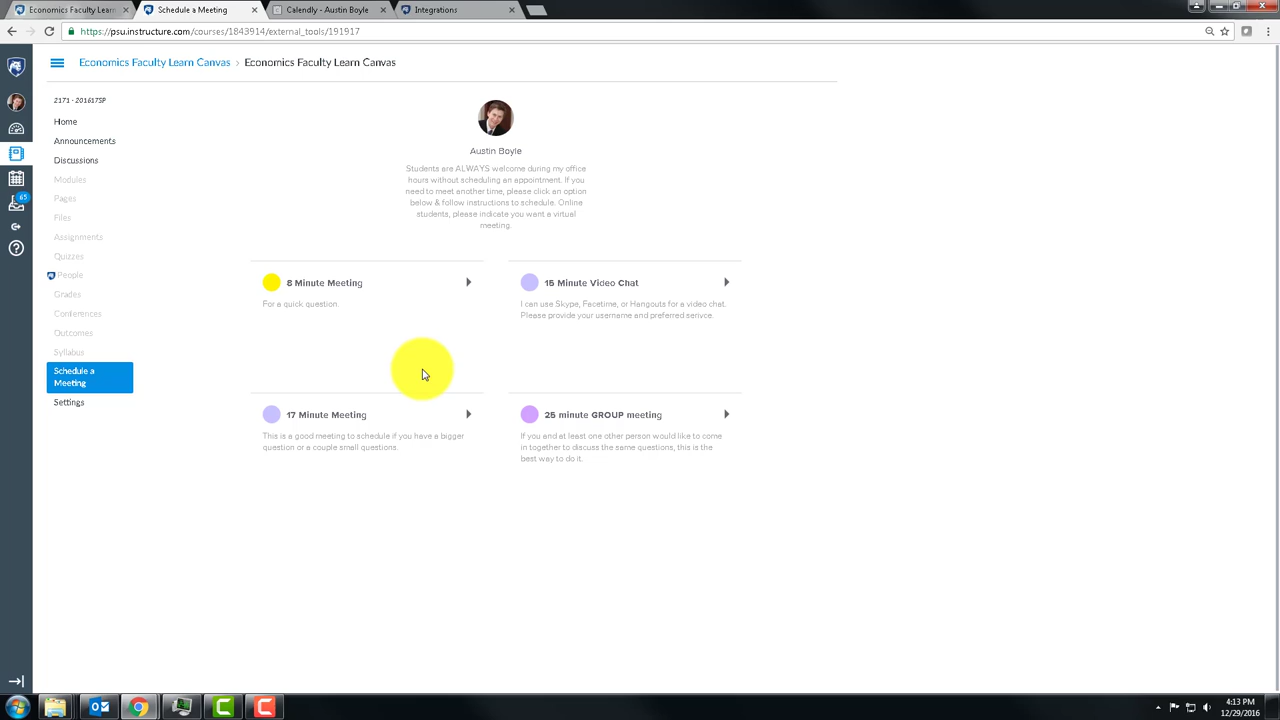 Economics Faculty Learn
Schedule a Meeting
Calendly - Austin Boyle
Integrations
https://psu.instructure.com/courses/1843914/external_tools/191917
Economics Faculty Learn Canvas › Economics Faculty Learn Canvas
2171 - 201617SP
Home
Announcements
Discussions
Modules
Pages
Files
Assignments
Quizzes
People
Grades
Conferences
Outcomes
Syllabus
Schedule a
Meeting
Settings
65
Austin Boyle
Students are ALWAYS welcome during my office
hours without scheduling an appointment. If you
need to meet another time, please click an option
below & follow instructions to schedule. Online
students, please indicate you want a virtual
meeting.
8 Minute Meeting
For a quick question.
15 Minute Video Chat
I can use Skype, Facetime, or Hangouts for a video chat.
Please provide your username and preferred serivce.
17 Minute Meeting
This is a good meeting to schedule if you have a bigger
question or a couple small questions.
25 minute GROUP meeting
If you and at least one other person would like to come
in together to discuss the same questions, this is the
best way to do it.
4:13 PM
12/29/2016